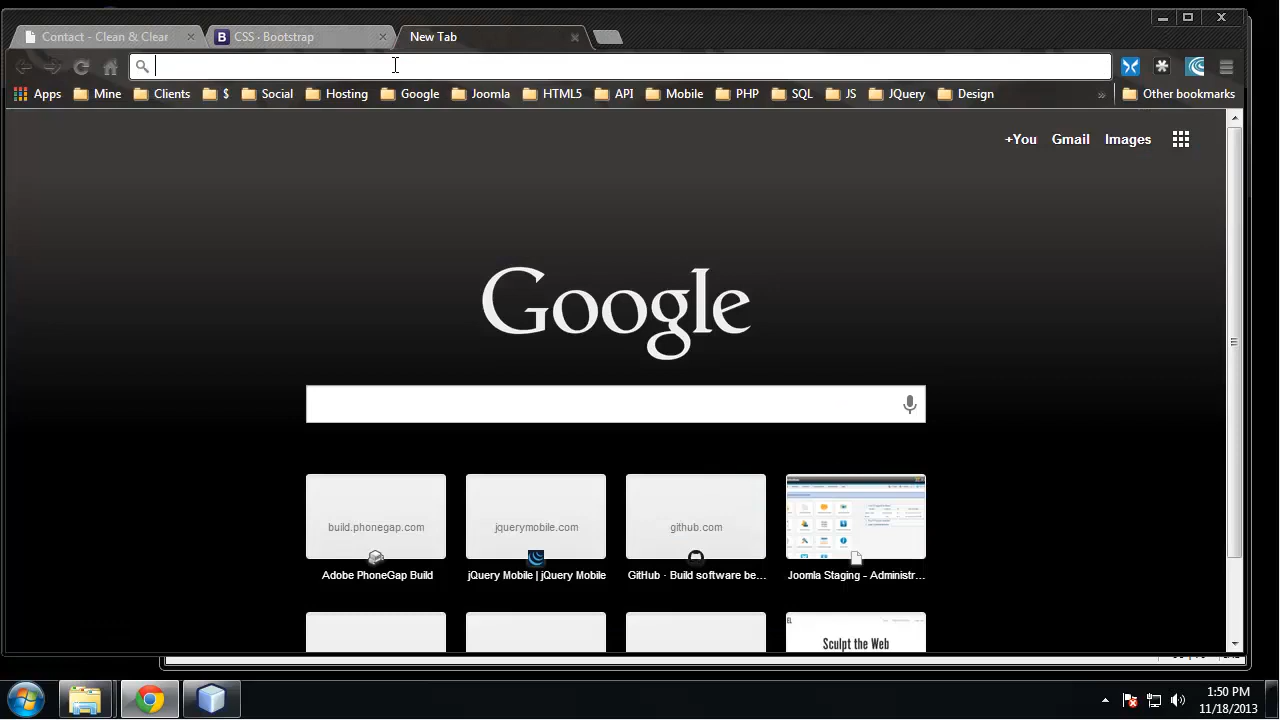 Contact - Clean & Clear
CSS · Bootstrap
New Tab
Apps Mine Clients $ Social Hosting Google Joomla HTML5 API Mobile PHP SQL JS JQuery Design » Other bookmarks
+You Gmail Images
Google
build.phonegap.com jquerymobile.com github.com
Adobe PhoneGap Build jQuery Mobile | jQuery Mobile GitHub · Build software be... Joomla Staging - Administr...
Sculpt the Web
1:50 PM
11/18/2013